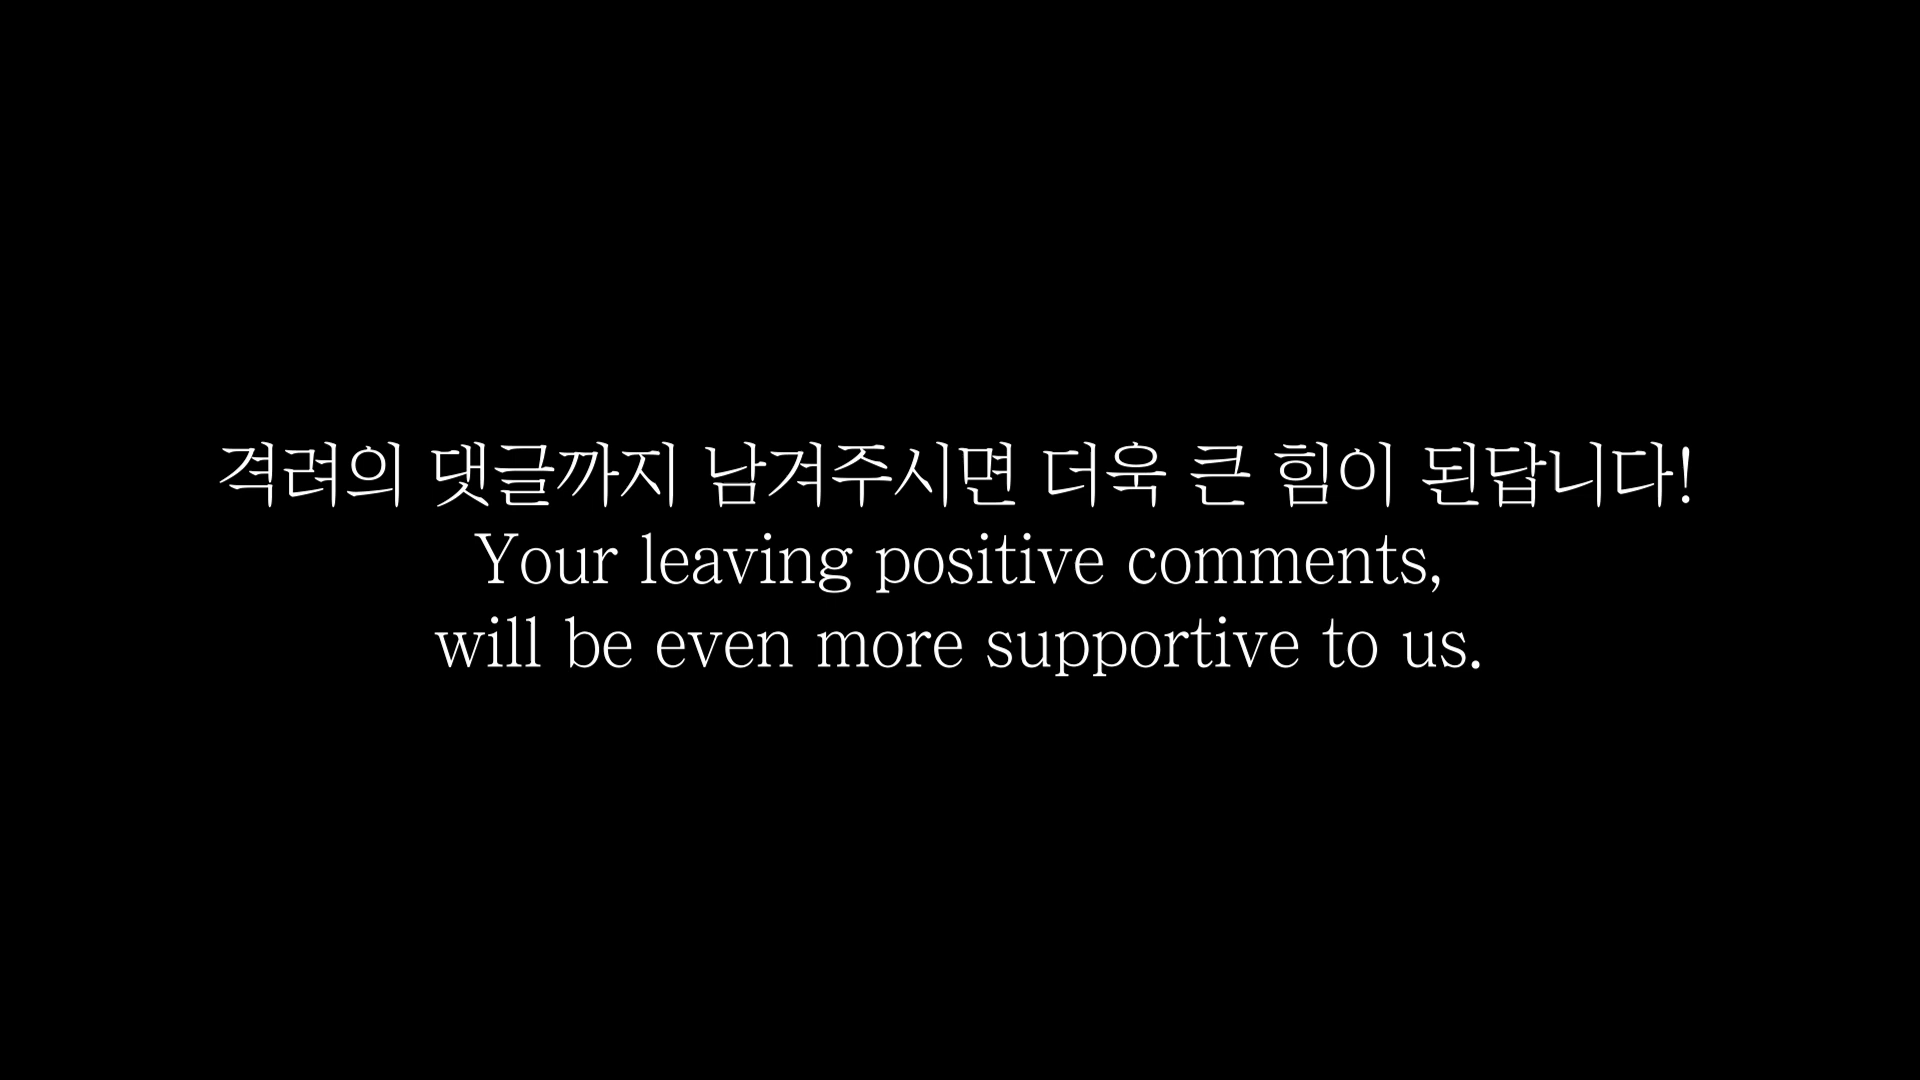 격려의 댓글까지 남겨주시면 더욱 큰 힘이 된답니다!
Your leaving positive comments,
will be even more supportive to us.